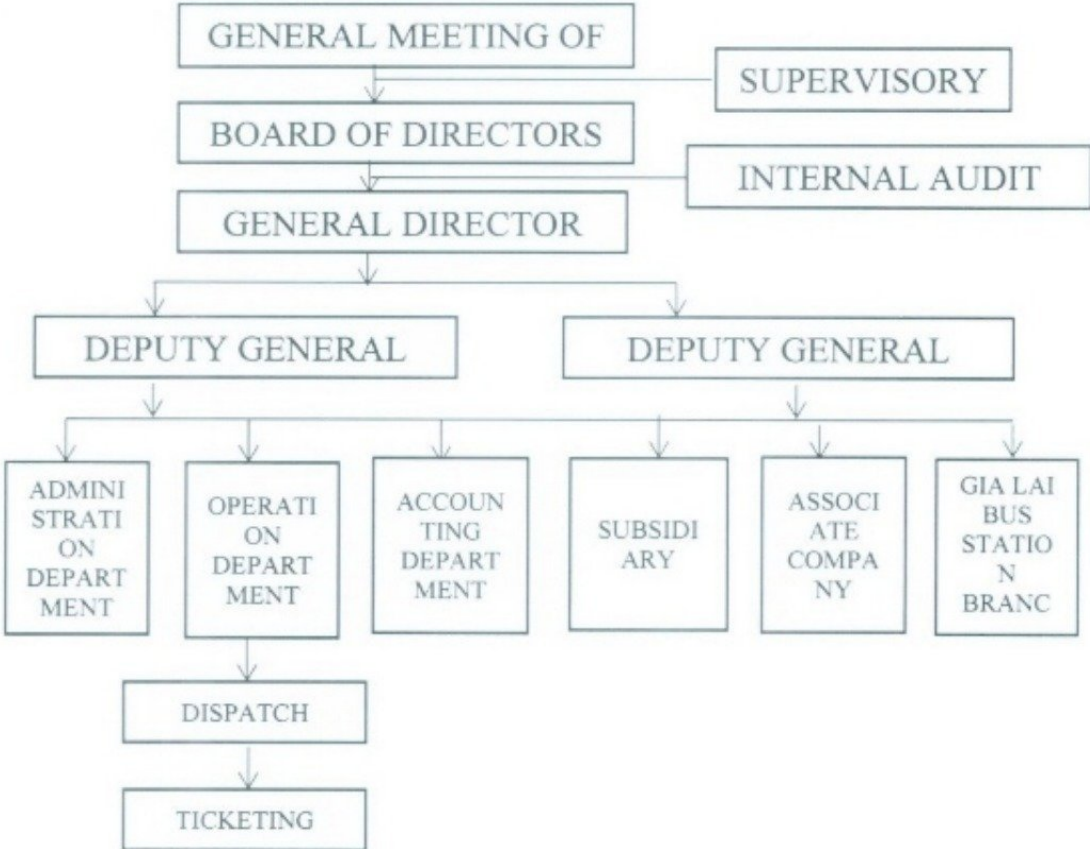 GENERAL MEETING OF
SUPERVISORY
BOARD OF DIRECTORS
INTERNAL AUDIT
GENERAL DIRECTOR
DEPUTY GENERAL
DEPUTY GENERAL
ADMINI
STRATI
ON
DEPART
MENT
OPERATI
ON
DEPART
MENT
ACCOUN
TING
DEPART
MENT
SUBSIDI
ARY
ASSOCI
ATE
COMPA
NY
GIA LAI
BUS
STATIO
N
BRANC
DISPATCH
TICKETING